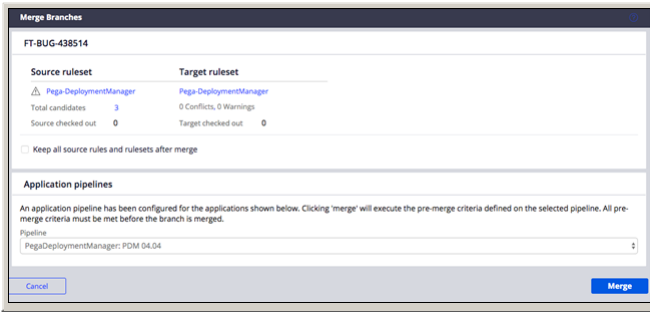 Merge Branches
FT-BUG-438514
Source ruleset Target ruleset
Pega-DeploymentManager Pega-DeploymentManager
Total candidates 3 0 Conflicts, 0 Warnings
Source checked out 0 Target checked out 0
Keep all source rules and rulesets after merge
Application pipelines
An application pipeline has been configured for the applications shown below. Clicking 'merge' will execute the pre-merge criteria defined on the selected pipeline. All pre-
merge criteria must be met before the branch is merged.
Pipeline
PegaDeploymentManager: PDM 04.04
Cancel Merge